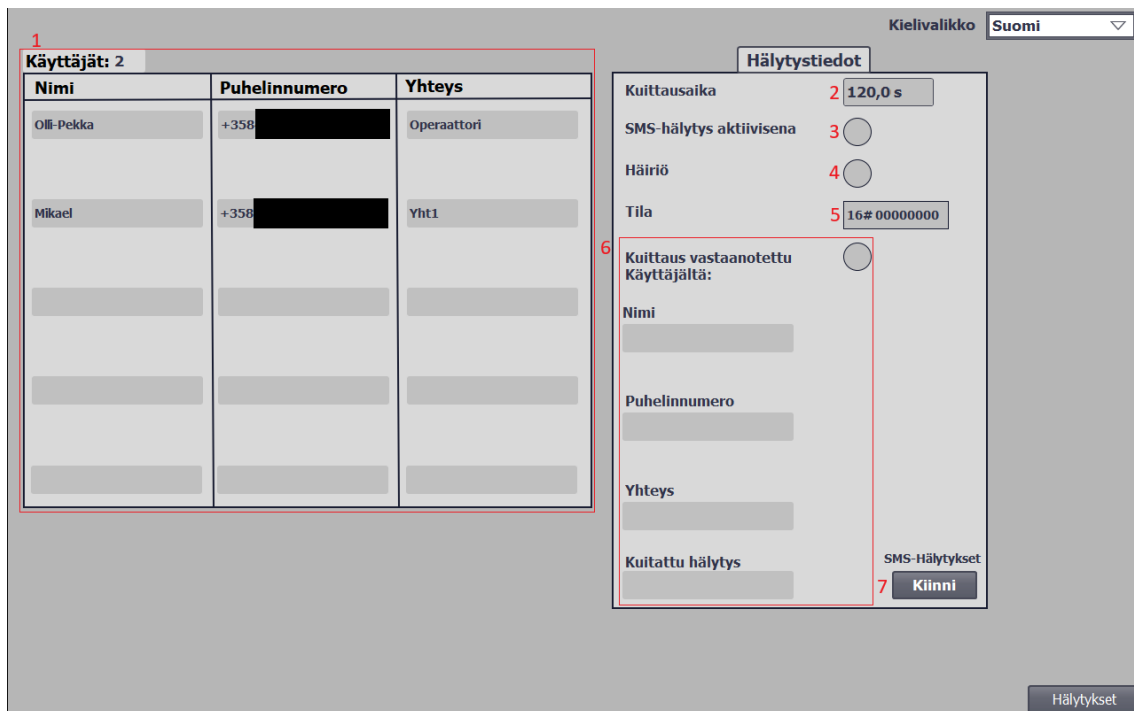 Kielivalikko Suomi
1
Käyttäjät: 2
Nimi Puhelinnumero Yhteys
Olli-Pekka +358 Operaattori
Mikael +358 Yht1
Hälytystiedot
Kuittausaika 2 120,0 s
SMS-hälytys aktiivisena 3
Häiriö 4
Tila 5 16#00000000
6
Kuittaus vastaanotettu
Käyttäjältä:
Nimi
Puhelinnumero
Yhteys
Kuitattu hälytys
SMS-Hälytykset
7 Kiinni
Hälytykset